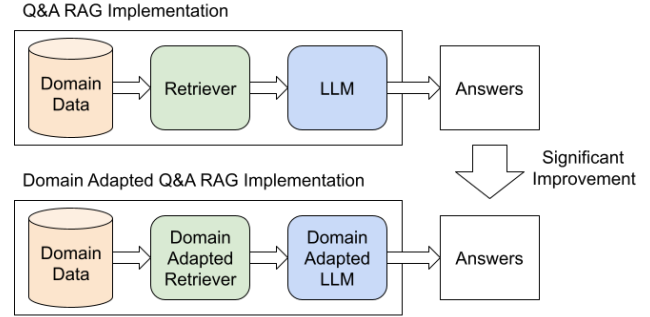 Q&A RAG Implementation
Domain
Data
Retriever
LLM
Answers
Significant
Improvement
Domain Adapted Q&A RAG Implementation
Domain
Data
Domain
Adapted
Retriever
Domain
Adapted
LLM
Answers